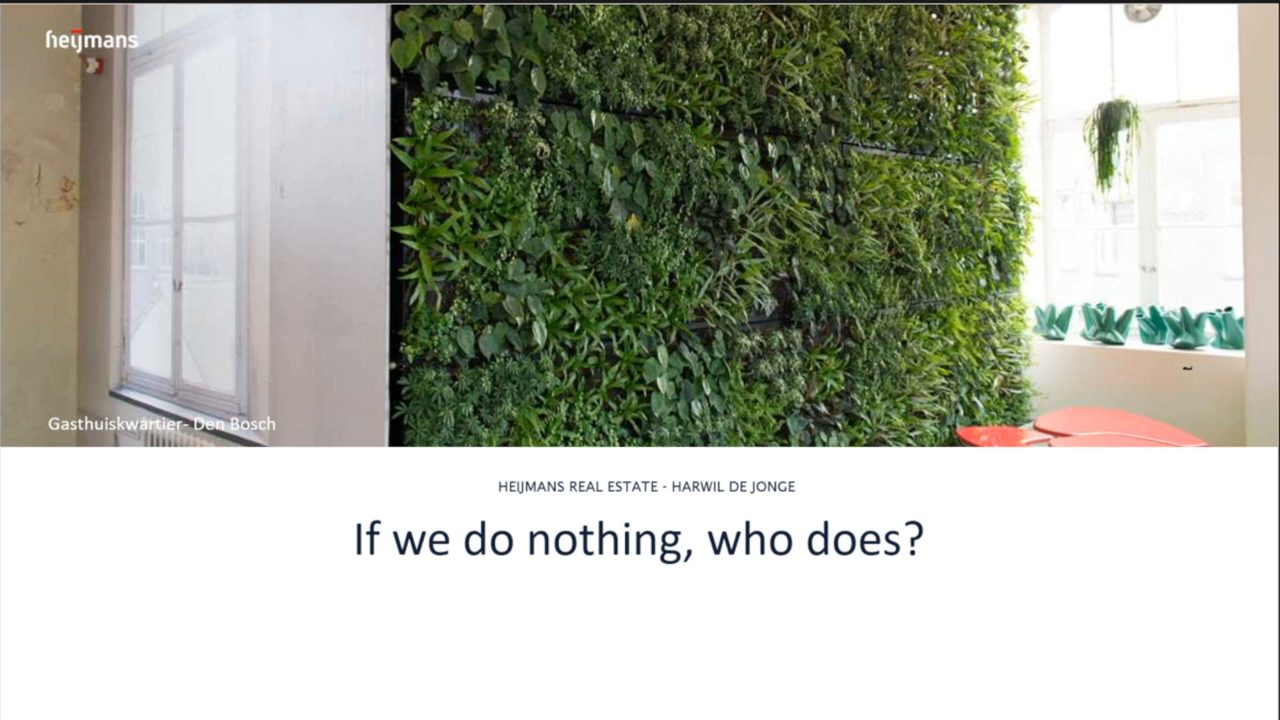 heijmans
Gasthuiskwartier- Den Bosch
HEIJMANS REAL ESTATE - HARWIL DE JONGE
If we do nothing, who does?